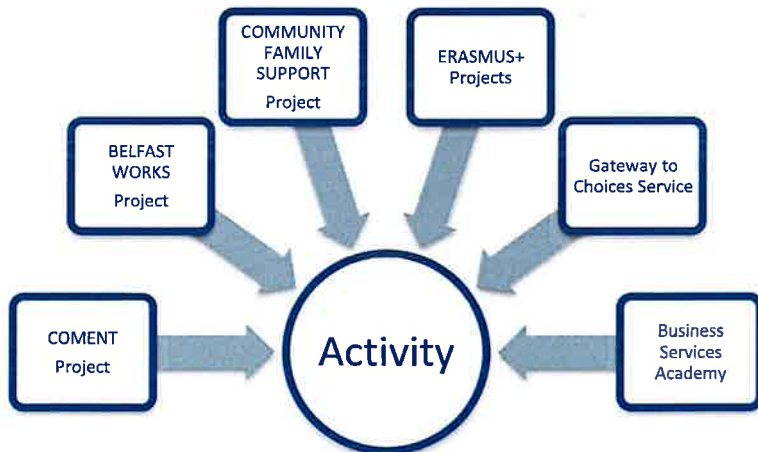 COMMUNITY
FAMILY
SUPPORT
Project
ERASMUS+
Projects
BELFAST
WORKS
Project
Gateway to
Choices Service
COMENT
Project
Activity
Business
Services
Academy